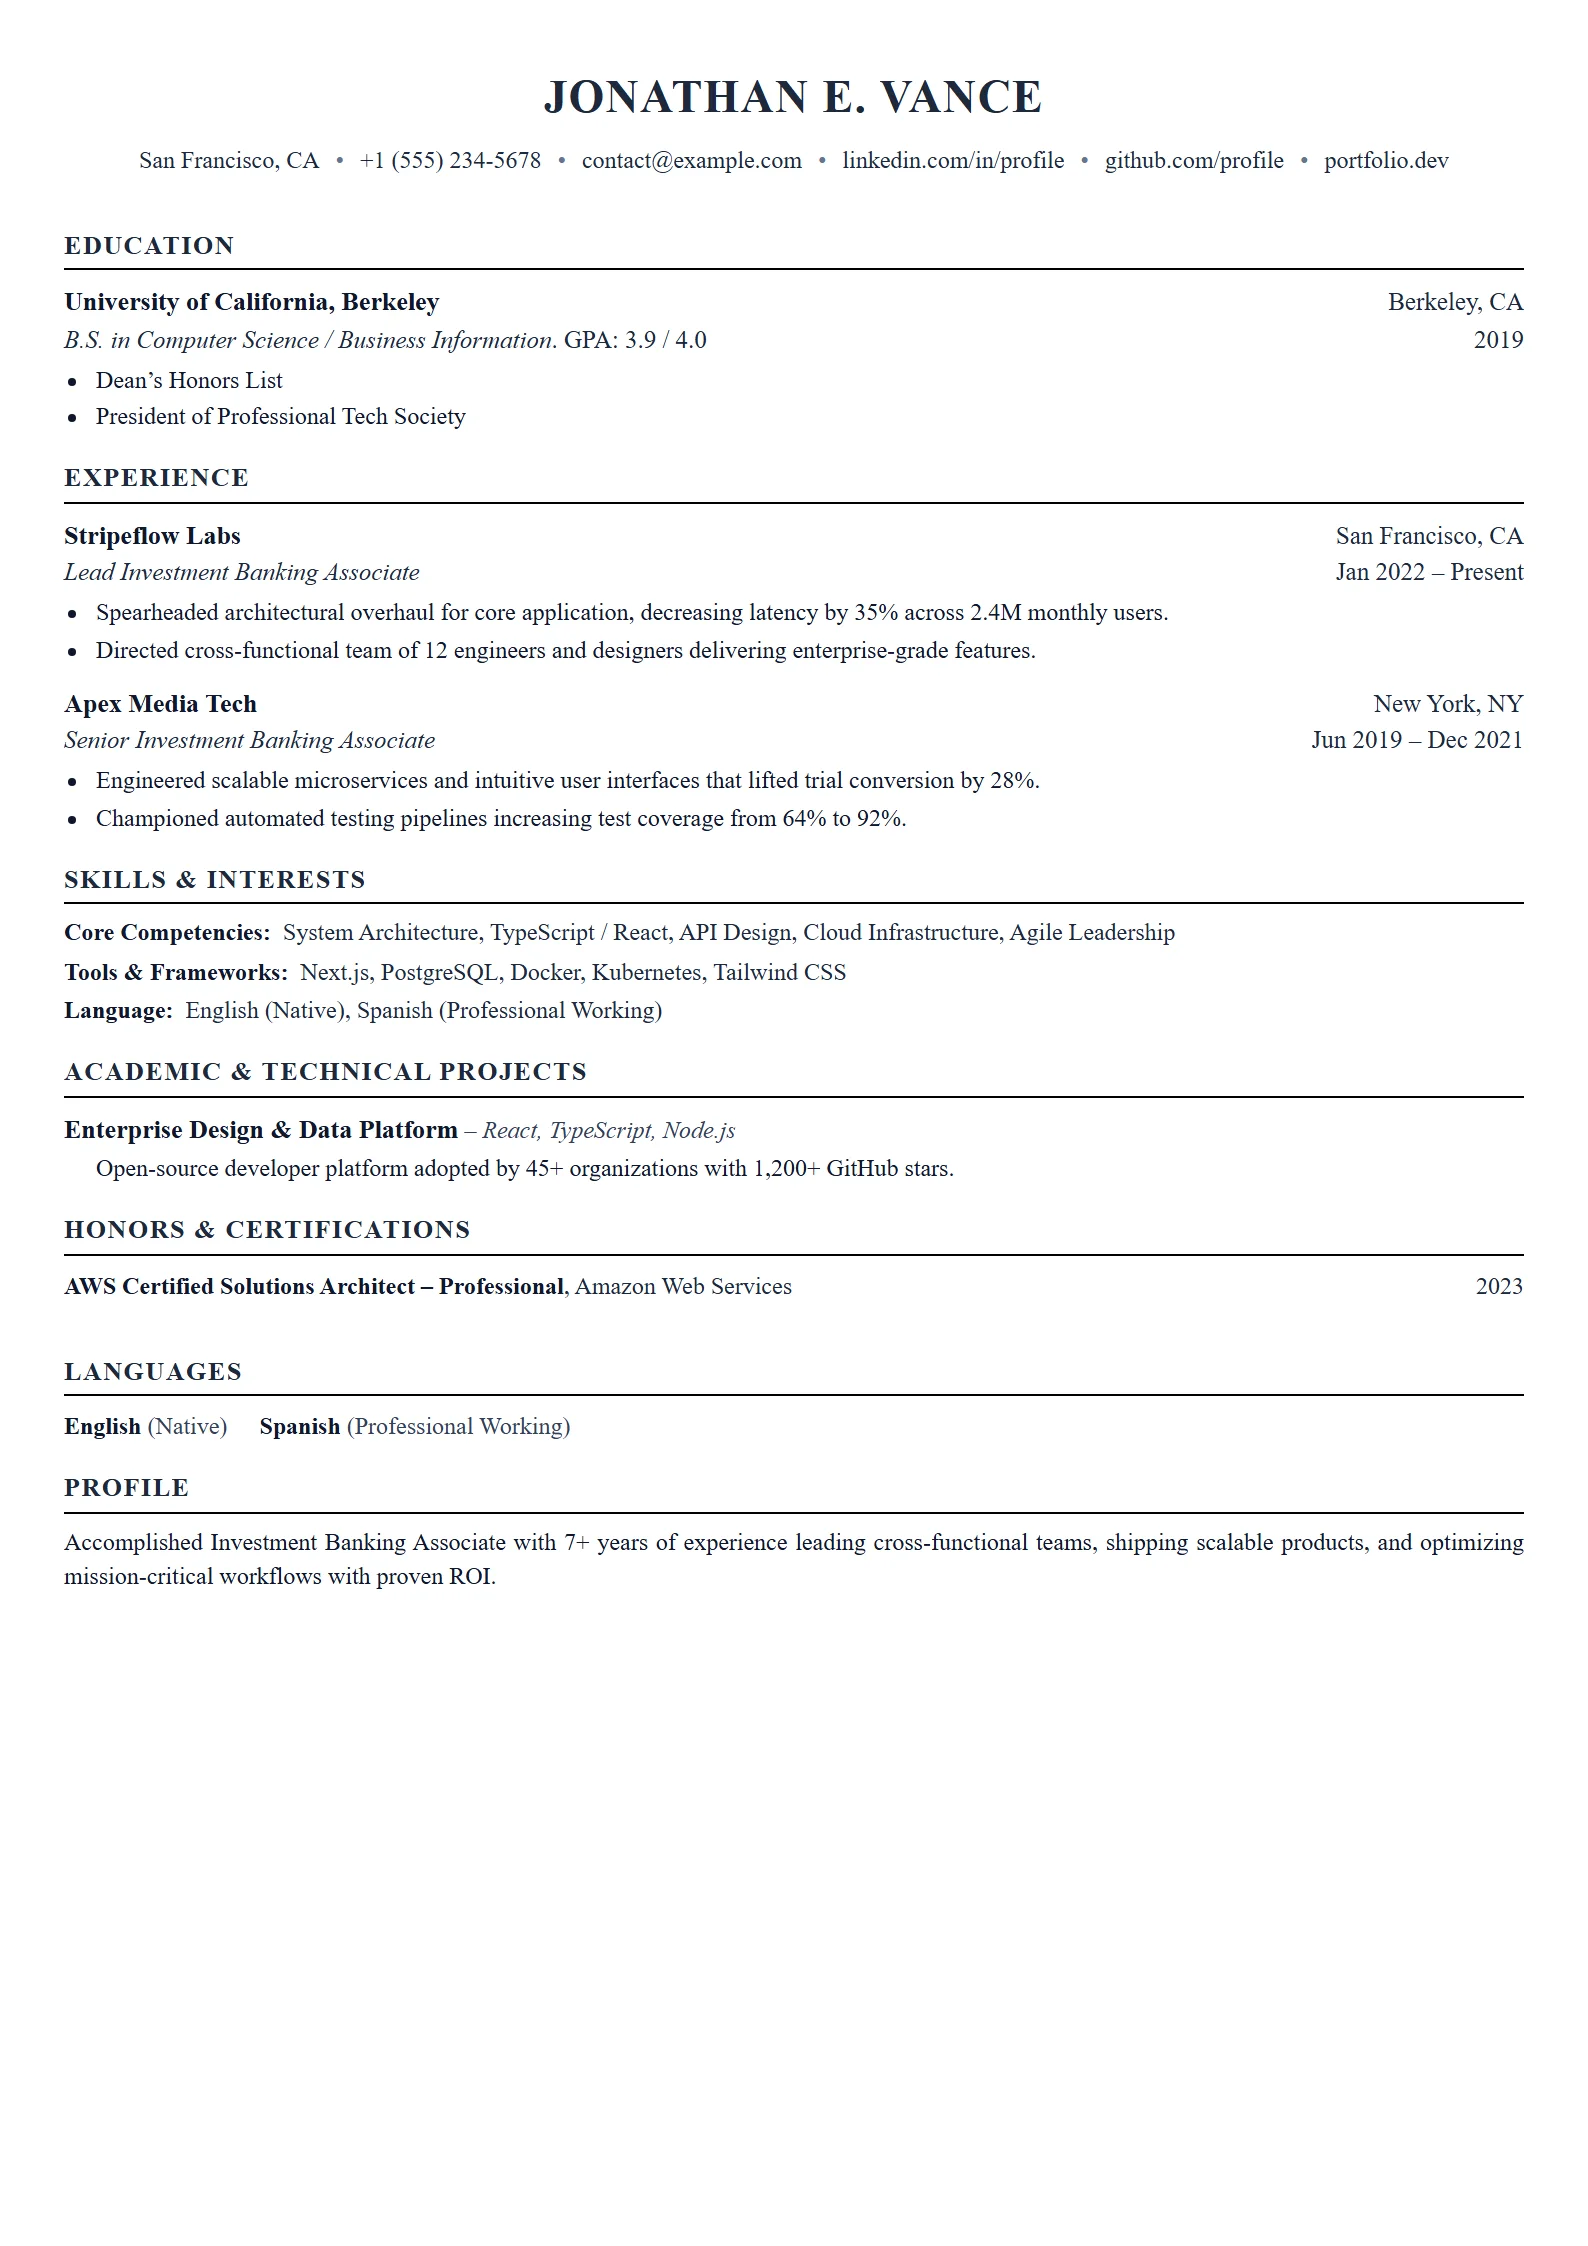 JONATHAN E. VANCE
San Francisco, CA • +1 (555) 234-5678 • contact@example.com • linkedin.com/in/profile • github.com/profile • portfolio.dev
EDUCATION
University of California, Berkeley Berkeley, CA
B.S. in Computer Science / Business Information. GPA: 3.9 / 4.0 2019
• Dean’s Honors List
• President of Professional Tech Society
EXPERIENCE
Stripeflow Labs San Francisco, CA
Lead Investment Banking Associate Jan 2022 – Present
• Spearheaded architectural overhaul for core application, decreasing latency by 35% across 2.4M monthly users.
• Directed cross-functional team of 12 engineers and designers delivering enterprise-grade features.
Apex Media Tech New York, NY
Senior Investment Banking Associate Jun 2019 – Dec 2021
• Engineered scalable microservices and intuitive user interfaces that lifted trial conversion by 28%.
• Championed automated testing pipelines increasing test coverage from 64% to 92%.
SKILLS & INTERESTS
Core Competencies: System Architecture, TypeScript / React, API Design, Cloud Infrastructure, Agile Leadership
Tools & Frameworks: Next.js, PostgreSQL, Docker, Kubernetes, Tailwind CSS
Language: English (Native), Spanish (Professional Working)
ACADEMIC & TECHNICAL PROJECTS
Enterprise Design & Data Platform – React, TypeScript, Node.js
Open-source developer platform adopted by 45+ organizations with 1,200+ GitHub stars.
HONORS & CERTIFICATIONS
AWS Certified Solutions Architect – Professional, Amazon Web Services 2023
LANGUAGES
English (Native) Spanish (Professional Working)
PROFILE
Accomplished Investment Banking Associate with 7+ years of experience leading cross-functional teams, shipping scalable products, and optimizing
mission-critical workflows with proven ROI.